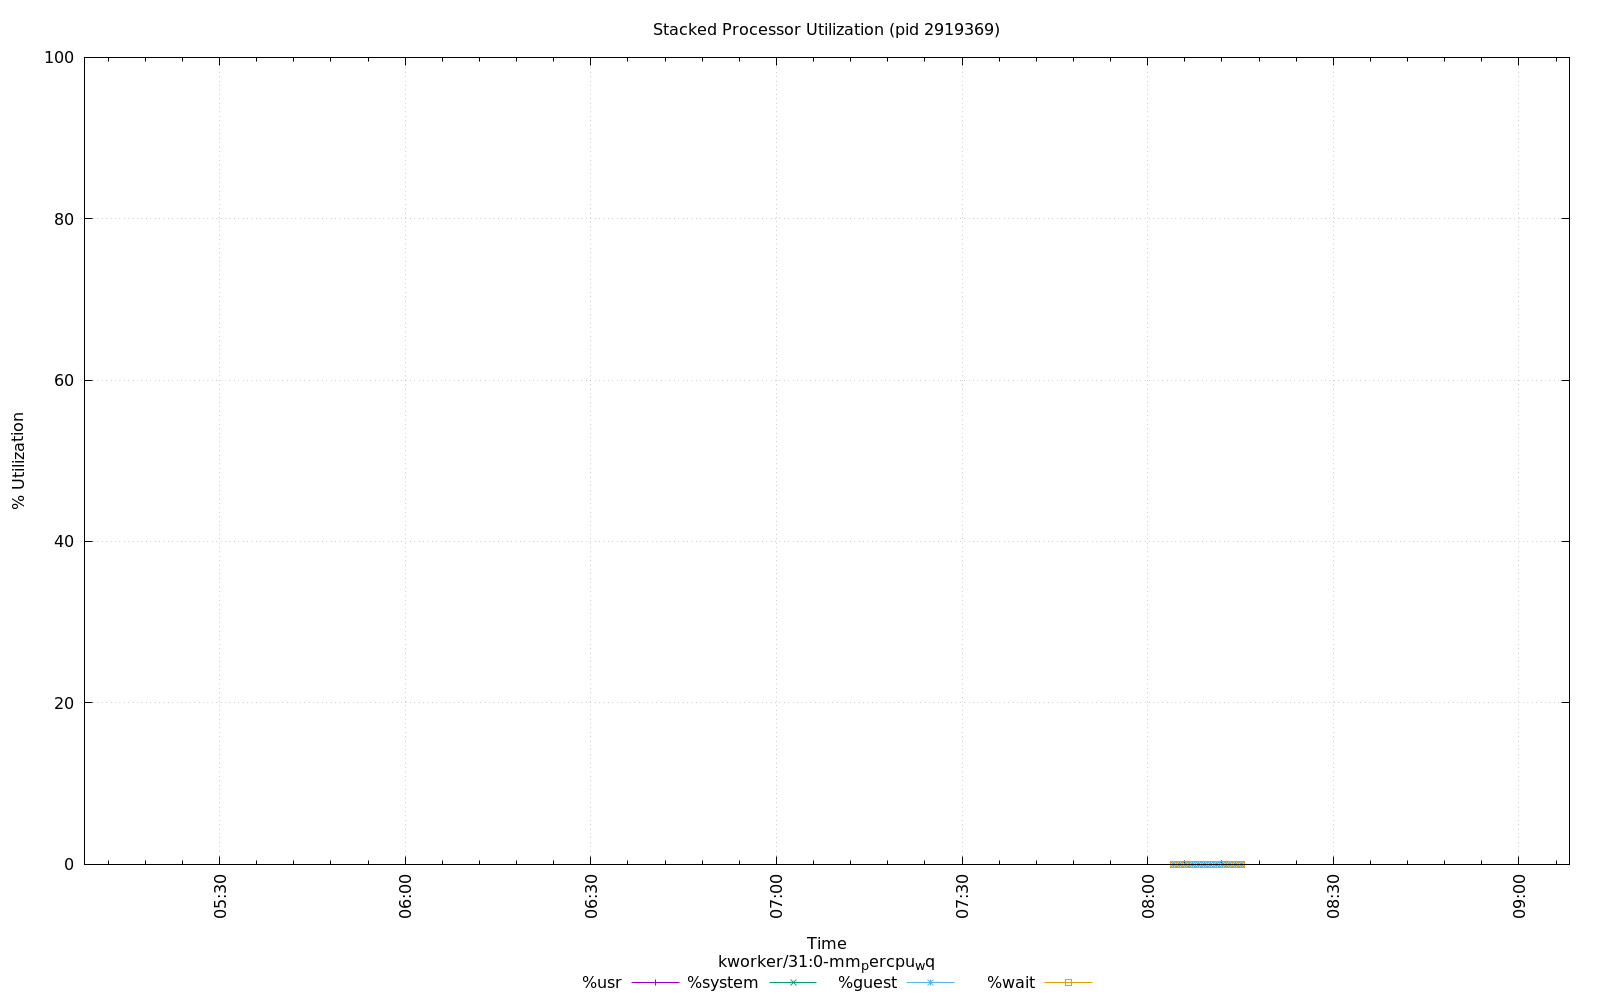 Stacked Processor Utilization (pid 2919369)
100
80
60
40
20
0
% Utilization
05:30
06:00
06:30
07:00
07:30
08:00
08:30
09:00
Time
kworker/31:0-mmpercpuwq
%usr %system %guest %wait